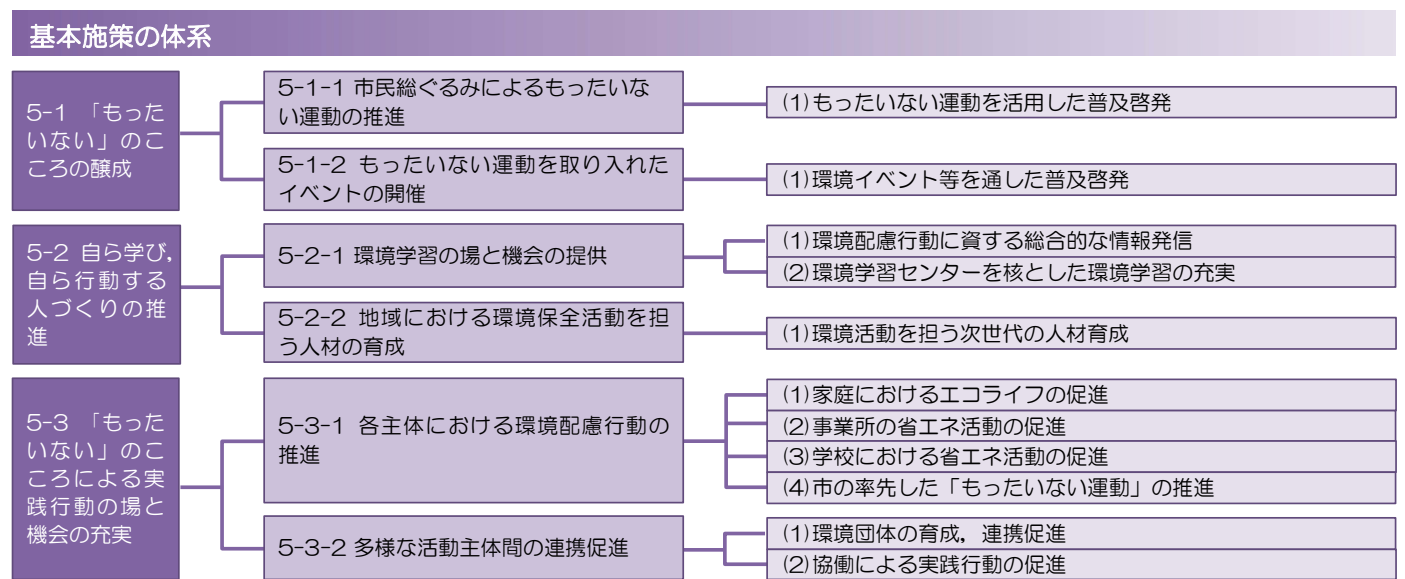 基本施策の体系
5-1 「もった
いない」のこ
ころの醸成
5-1-1 市民総ぐるみによるもったいな
い運動の推進
(1)もったいない運動を活用した普及啓発
5-1-2 もったいない運動を取り入れた
イベントの開催
(1)環境イベント等を通した普及啓発
5-2 自ら学び,
自ら行動する
人づくりの推
進
5-2-1 環境学習の場と機会の提供
(1)環境配慮行動に資する総合的な情報発信
(2)環境学習センターを核とした環境学習の充実
5-2-2 地域における環境保全活動を担
う人材の育成
(1)環境活動を担う次世代の人材育成
5-3 「もった
いない」のこ
ころによる実
践行動の場と
機会の充実
5-3-1 各主体における環境配慮行動の
推進
(1)家庭におけるエコライフの促進
(2)事業所の省エネ活動の促進
(3)学校における省エネ活動の促進
(4)市の率先した「もったいない運動」の推進
5-3-2 多様な活動主体間の連携促進
(1)環境団体の育成，連携促進
(2)協働による実践行動の促進